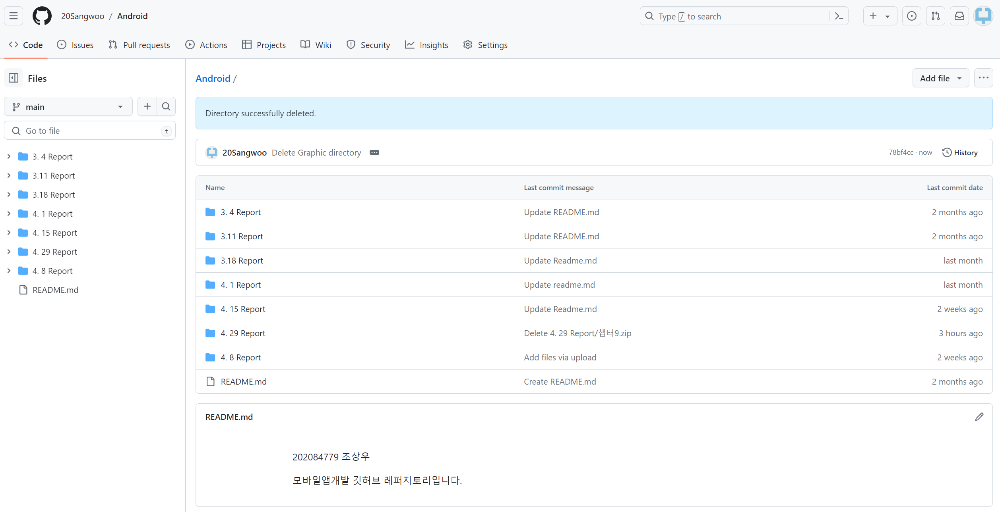 20Sangwoo / Android
Type / to search
Code Issues Pull requests Actions Projects Wiki Security Insights Settings
Files
main
Go to file t
3. 4 Report
3.11 Report
3.18 Report
4. 1 Report
4. 15 Report
4. 29 Report
4. 8 Report
README.md
Android /
Add file
Directory successfully deleted.
20Sangwoo Delete Graphic directory
78bf4cc · now History
Name Last commit message Last commit date
3. 4 Report Update README.md 2 months ago
3.11 Report Update README.md 2 months ago
3.18 Report Update Readme.md last month
4. 1 Report Update readme.md last month
4. 15 Report Update Readme.md 2 weeks ago
4. 29 Report Delete 4. 29 Report/챕터9.zip 3 hours ago
4. 8 Report Add files via upload 2 weeks ago
README.md Create README.md 2 months ago
README.md
202084779 조상우
모바일앱개발 깃허브 레퍼지토리입니다.